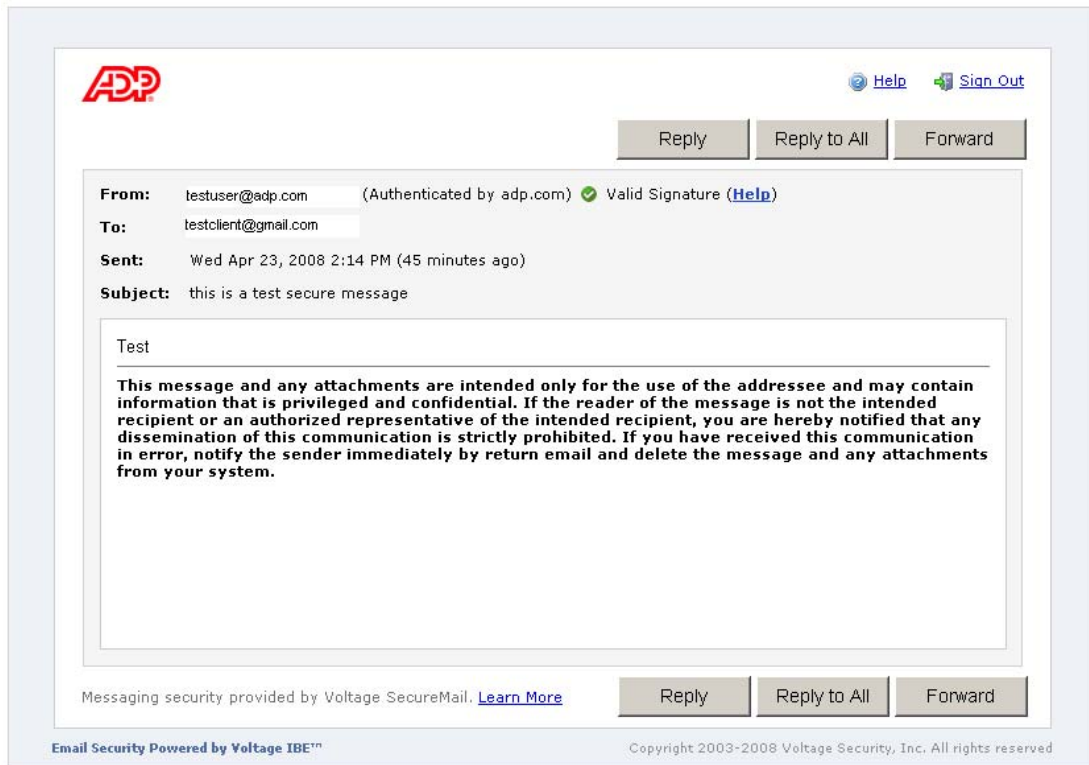 ADP
Help Sign Out
Reply Reply to All Forward
From: testuser@adp.com (Authenticated by adp.com) Valid Signature (Help)
To: testclient@gmail.com
Sent: Wed Apr 23, 2008 2:14 PM (45 minutes ago)
Subject: this is a test secure message
Test
This message and any attachments are intended only for the use of the addressee and may contain
information that is privileged and confidential. If the reader of the message is not the intended
recipient or an authorized representative of the intended recipient, you are hereby notified that any
dissemination of this communication is strictly prohibited. If you have received this communication
in error, notify the sender immediately by return email and delete the message and any attachments
from your system.
Messaging security provided by Voltage SecureMail. Learn More Reply Reply to All Forward
Email Security Powered by Voltage IBE™ Copyright 2003-2008 Voltage Security, Inc. All rights reserved